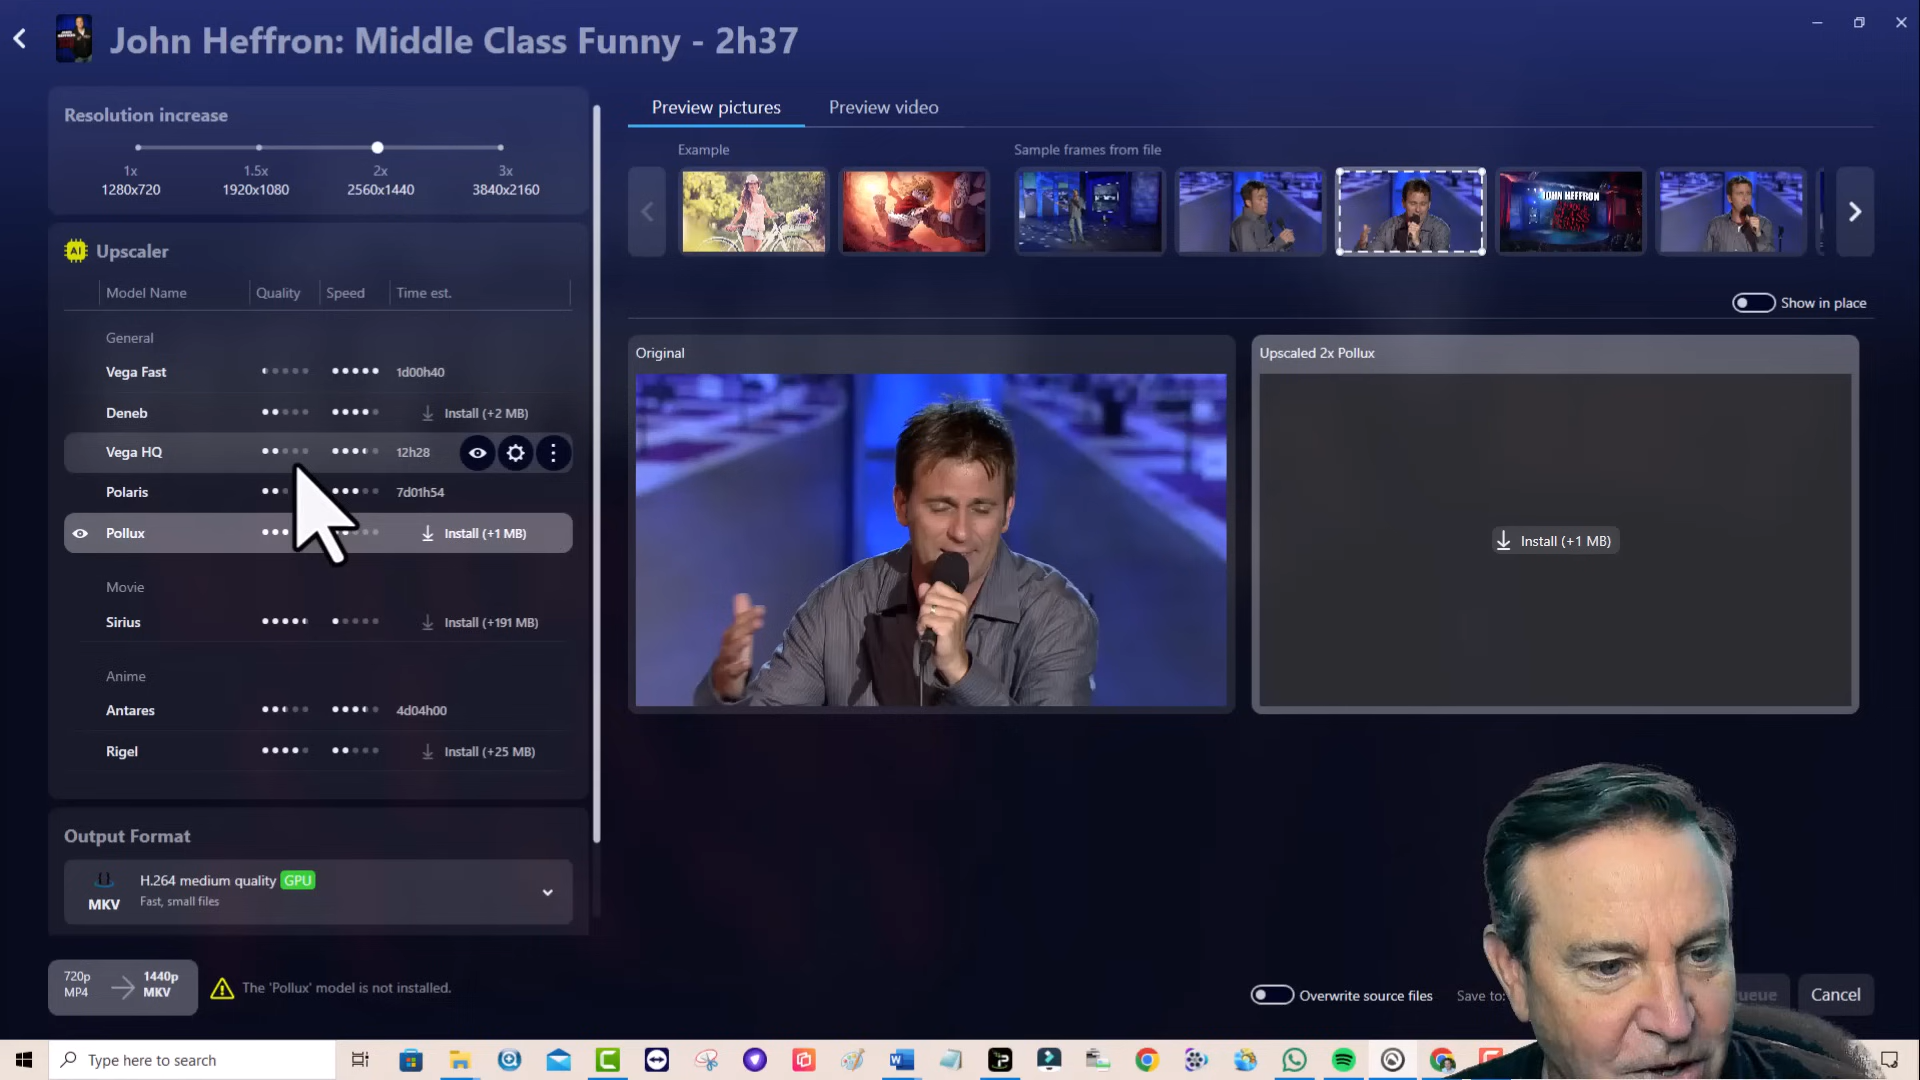 John Heffron: Middle Class Funny - 2h37
Resolution increase
1x 1.5x 2x 3x
1280x720 1920x1080 2560x1440 3840x2160
AI Upscaler
Model Name Quality Speed Time est.
General
Vega Fast 1d00h40
Deneb Install (+2 MB)
Vega HQ 12h28
Polaris 7d01h54
Pollux Install (+1 MB)
Movie
Sirius Install (+191 MB)
Anime
Antares 4d04h00
Rigel Install (+25 MB)
Output Format
H.264 medium quality GPU
MKV Fast, small files
720p MP4 1440p MKV
The 'Pollux' model is not installed.
Preview pictures Preview video
Example Sample frames from file
JOHN HEFFRON
Show in place
Original
Upscaled 2x Pollux
Install (+1 MB)
Overwrite source files Save to:
Cancel
Type here to search